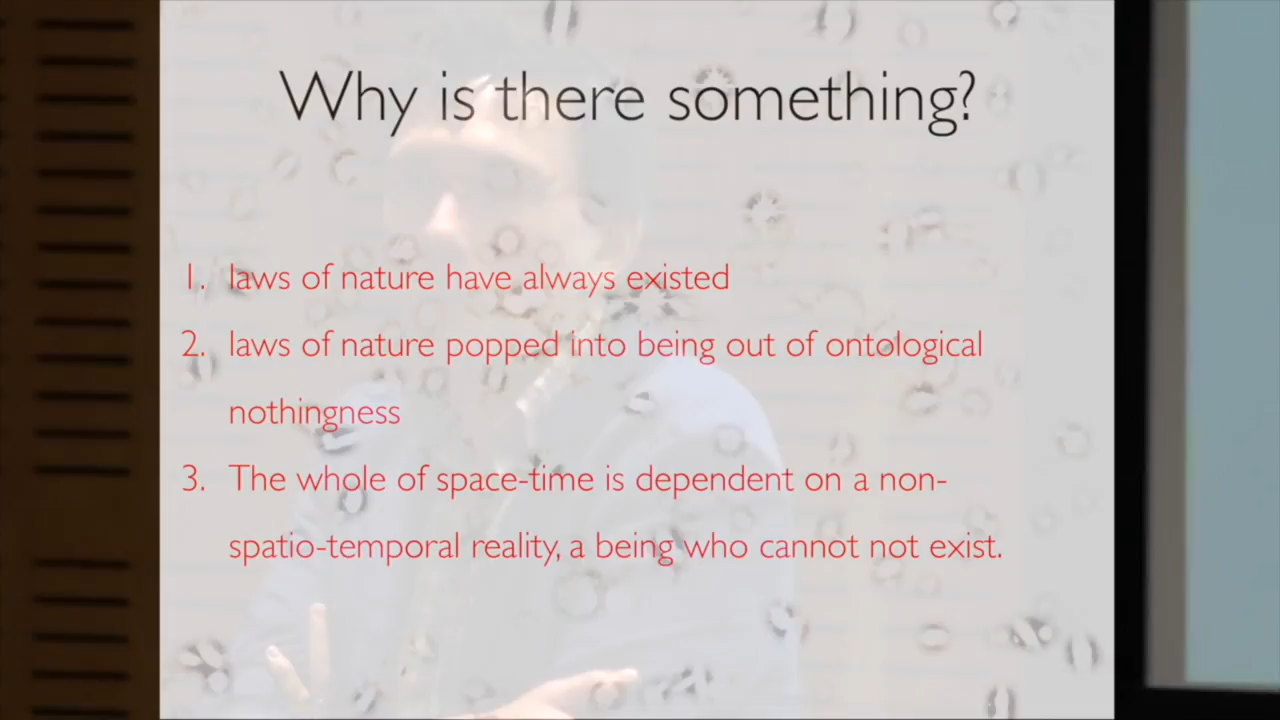 Why is there something?
1. laws of nature have always existed
2. laws of nature popped into being out of ontological
nothingness
3. The whole of space-time is dependent on a non-
spatio-temporal reality, a being who cannot not exist.